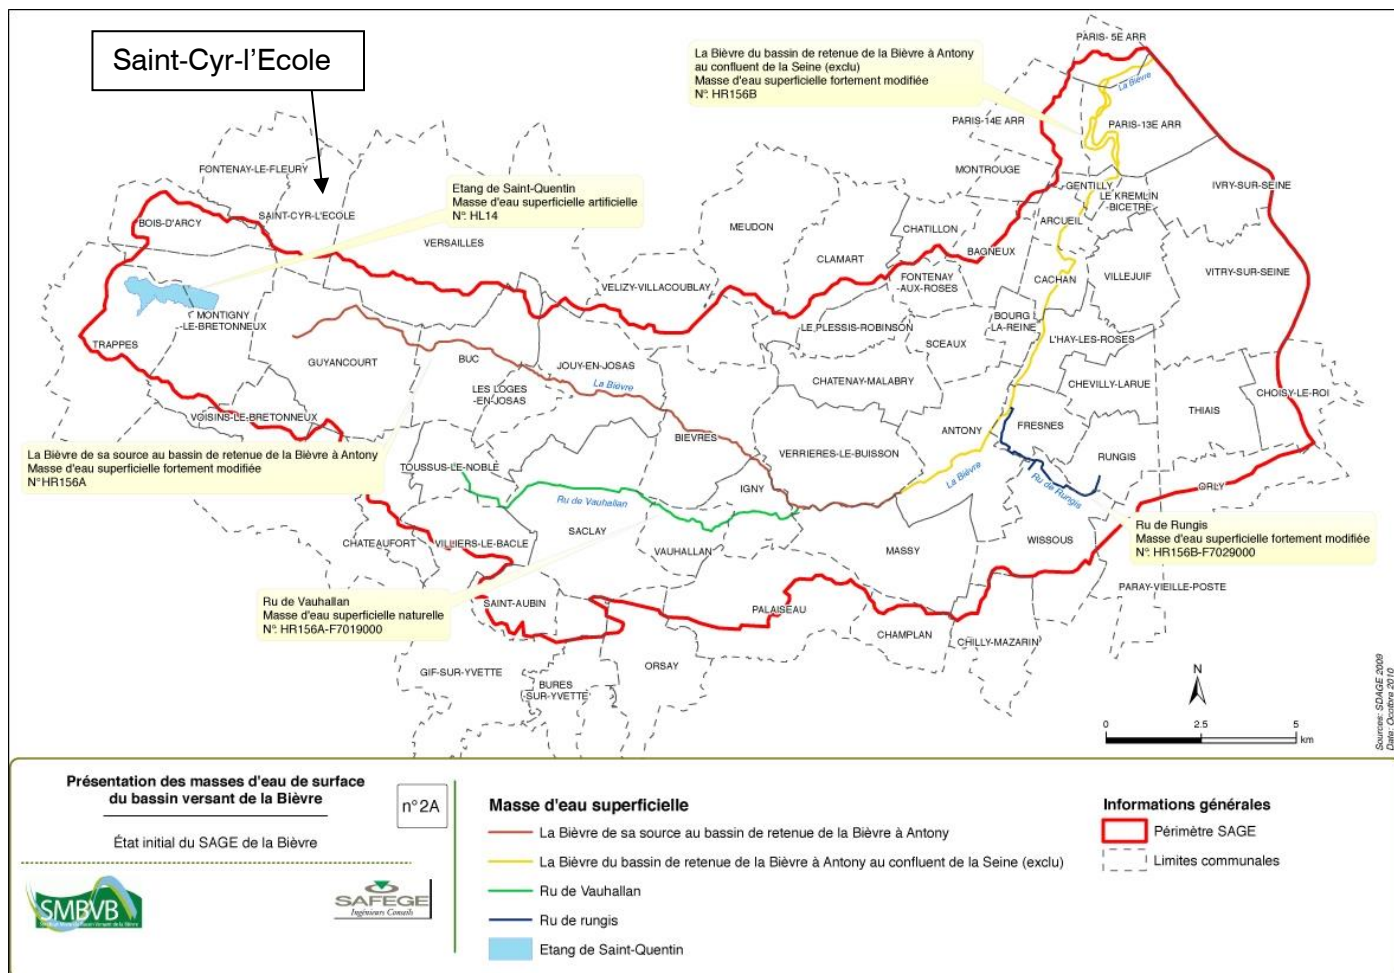 Saint-Cyr-l'Ecole
PARIS- 5E ARR
La Bièvre du bassin de retenue de la Bièvre à Antony
au confluent de la Seine (exclu)
Masse d'eau superficielle fortement modifiée
N°: HR156B
La Bièvre
PARIS-14E ARR
PARIS-13E ARR
FONTENAY-LE-FLEURY
MONTROUGE
GENTILLY
LE KREMLIN
-BICETRE
IVRY-SUR-SEINE
Etang de Saint-Quentin
Masse d'eau superficielle artificielle
N°: HL14
BOIS-D'ARCY
SAINT-CYR-L'ECOLE
VERSAILLES
MEUDON
CHATILLON
ARCUEIL
BAGNEUX
CLAMART
FONTENAY
-AUX-ROSES
CACHAN
VILLEJUIF
VITRY-SUR-SEINE
VELIZY-VILLACOUBLAY
MONTIGNY
-LE-BRETONNEUX
LE PLESSIS-ROBINSON
BOURG
LA-REINE
TRAPPES
GUYANCOURT
BUC
JOUY-EN-JOSAS
SCEAUX
L'HAY-LES-ROSES
La Bièvre
CHATENAY-MALABRY
CHEVILLY-LARUE
LES LOGES
-EN-JOSAS
CHOISY-LE-ROI
THIAIS
VOISINS-LE-BRETONNEUX
BIEVRES
ANTONY
FRESNES
VERRIERES-LE-BUISSON
RUNGIS
La Bièvre de sa source au bassin de retenue de la Bièvre à Antony
Masse d'eau superficielle fortement modifiée
N°HR156A
TOUSSUS-LE-NOBLE
La Bièvre
IGNY
Ru de Rungis
ORLY
Ru de Vauhallan
SACLAY
Ru de Rungis
Masse d'eau superficielle fortement modifiée
N°: HR156B-F7029000
CHATEAUFORT
VILLIERS-LE-BACLE
VAUHALLAN
MASSY
WISSOUS
PARAY-VIEILLE-POSTE
Ru de Vauhallan
Masse d'eau superficielle naturelle
N°: HR156A-F7019000
SAINT-AUBIN
PALAISEAU
CHAMPLAN
CHILLY-MAZARIN
GIF-SUR-YVETTE
ORSAY
BURES
-SUR-YVETTE
N
0 2.5 5
km
Sources: SDAGE 2009
Date: Ocotbre 2010
Présentation des masses d'eau de surface
du bassin versant de la Bièvre
n°2A
État initial du SAGE de la Bièvre
SMBVB
SAFEGE
Ingénieurs Conseils
Masse d'eau superficielle
La Bièvre de sa source au bassin de retenue de la Bièvre à Antony
La Bièvre du bassin de retenue de la Bièvre à Antony au confluent de la Seine (exclu)
Ru de Vauhallan
Ru de rungis
Etang de Saint-Quentin
Informations générales
Périmètre SAGE
Limites communales